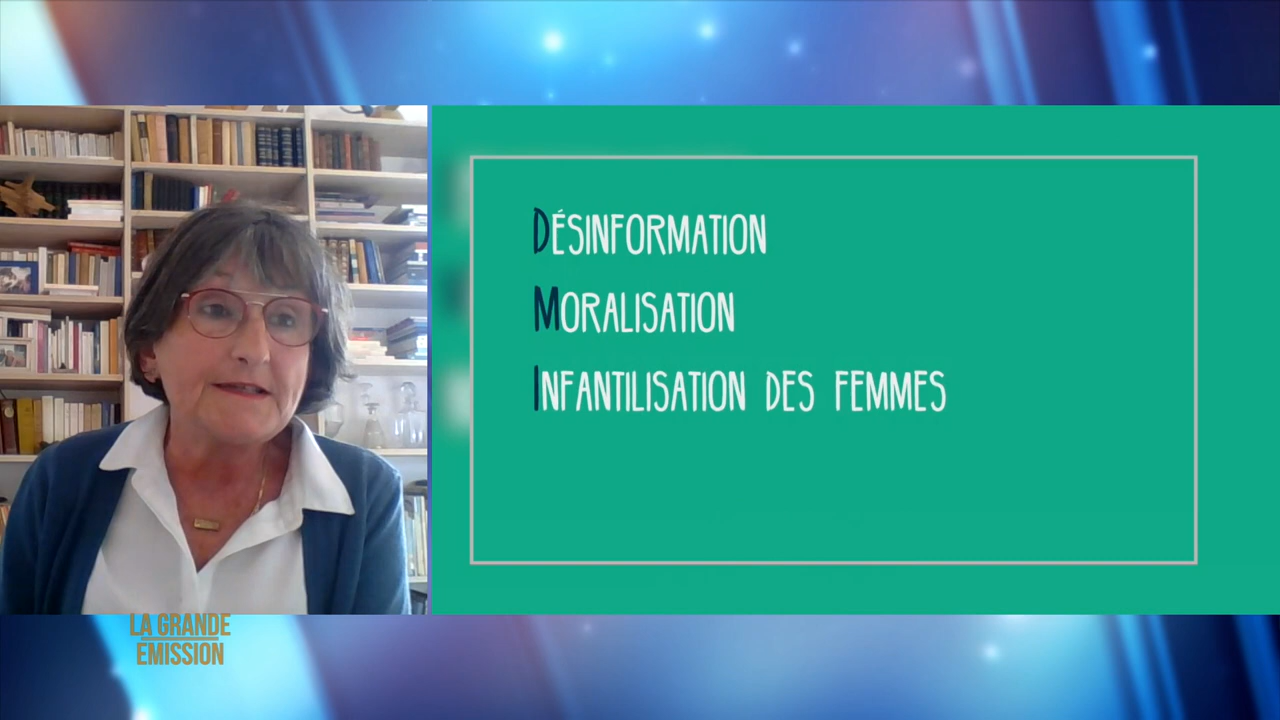 DÉSINFORMATION
MORALISATION
INFANTILISATION DES FEMMES
LA GRANDE
EMISSION